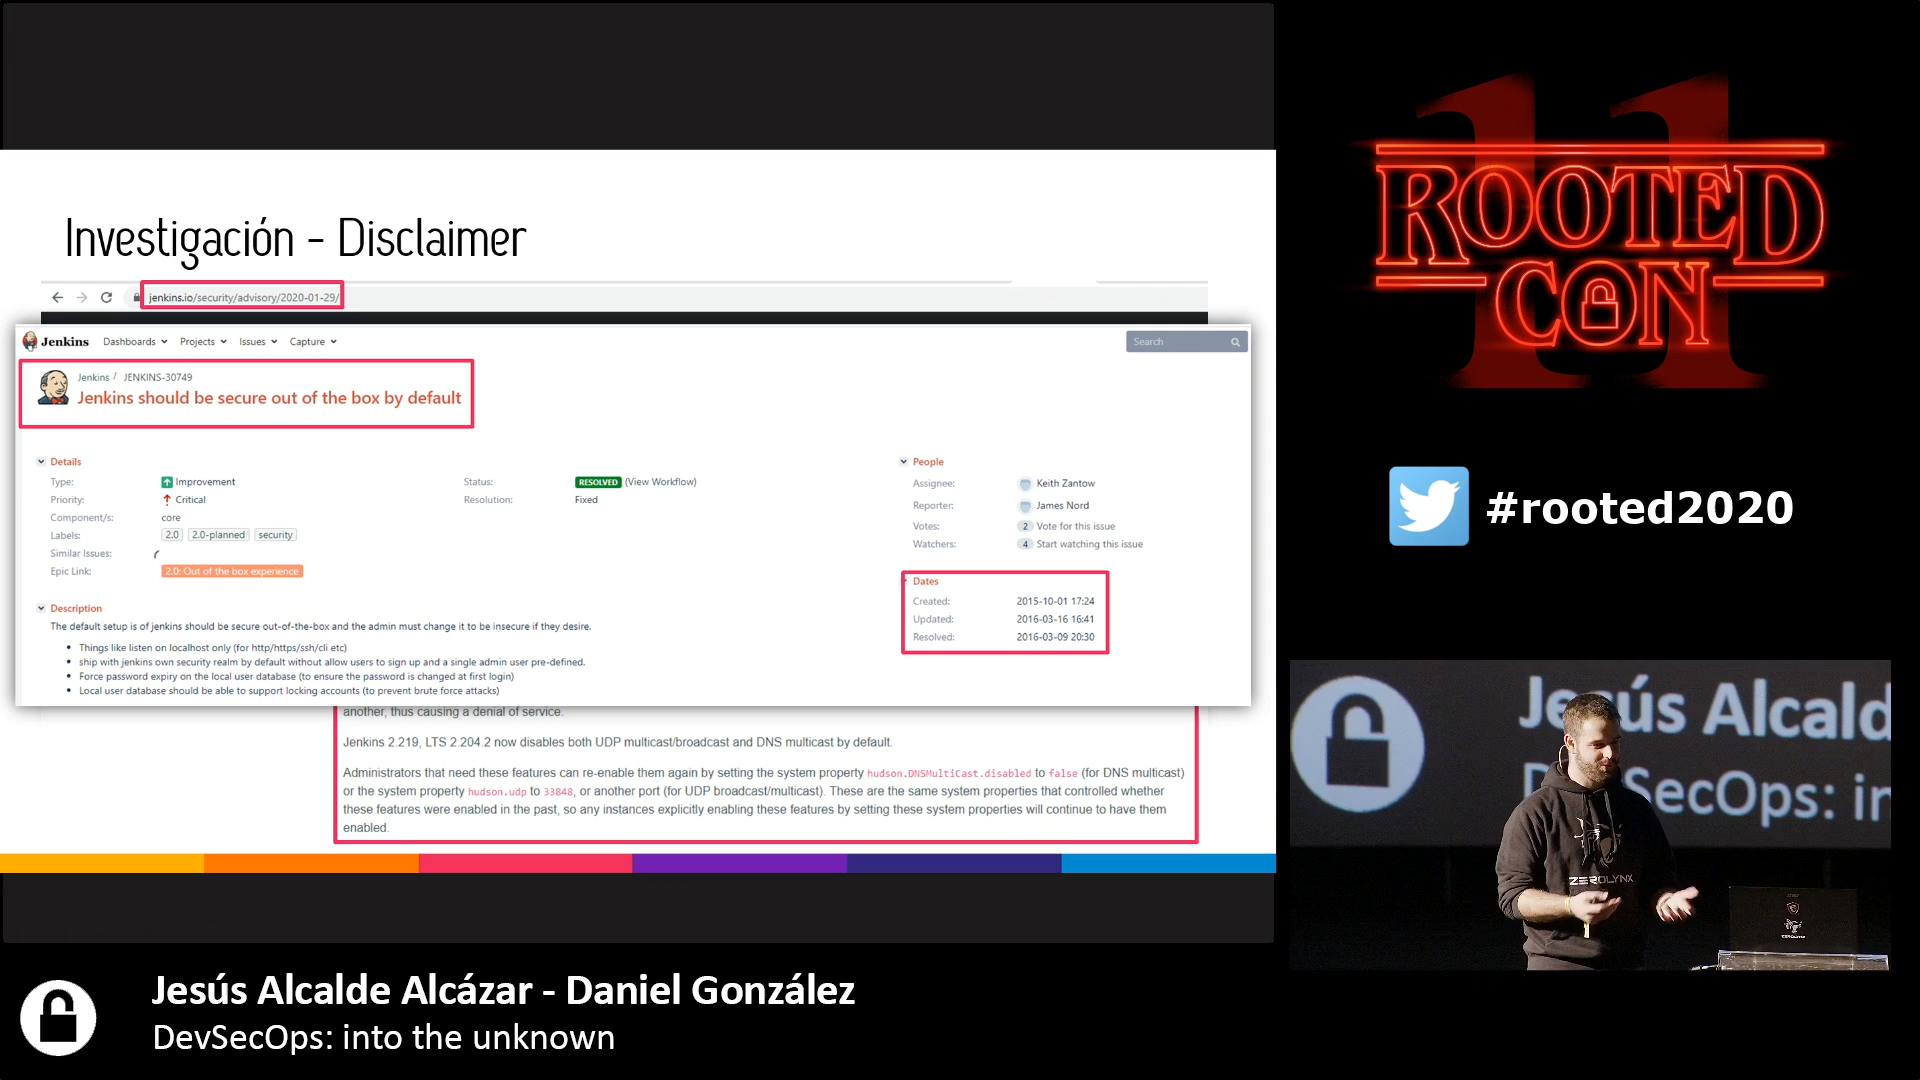 Investigación - Disclaimer
jenkins.io/security/advisory/2020-01-29/
Jenkins Dashboards Projects Issues Capture Search
Jenkins / JENKINS-30749
Jenkins should be secure out of the box by default
Details
Type: Improvement Status: RESOLVED (View Workflow)
Priority: Critical Resolution: Fixed
Component/s: core
Labels: 2.0 2.0-planned security
Similar Issues:
Epic Link: 2.0: Out of the box experience
People
Assignee: Keith Zantow
Reporter: James Nord
Votes: 2 Vote for this issue
Watchers: 4 Start watching this issue
Dates
Created: 2015-10-01 17:24
Updated: 2016-03-16 16:41
Resolved: 2016-03-09 20:30
Description
The default setup is of jenkins should be secure out-of-the-box and the admin must change it to be insecure if they desire.
Things like listen on localhost only (for http/https/ssh/cli etc)
ship with jenkins own security realm by default without allow users to sign up and a single admin user pre-defined.
Force password expiry on the local user database (to ensure the password is changed at first login)
Local user database should be able to support locking accounts (to prevent brute force attacks)
another, thus causing a denial of service.
Jenkins 2.219, LTS 2.204.2 now disables both UDP multicast/broadcast and DNS multicast by default.
Administrators that need these features can re-enable them again by setting the system property hudson.DNSMultiCast.disabled to false (for DNS multicast)
or the system property hudson.udp to 33848, or another port (for UDP broadcast/multicast). These are the same system properties that controlled whether
these features were enabled in the past, so any instances explicitly enabling these features by setting these system properties will continue to have them
enabled.
11
ROOTED
CON
#rooted2020
Jesús Alcald
DevSecOps: in
ZEROLYNX
Jesús Alcalde Alcázar - Daniel González
DevSecOps: into the unknown